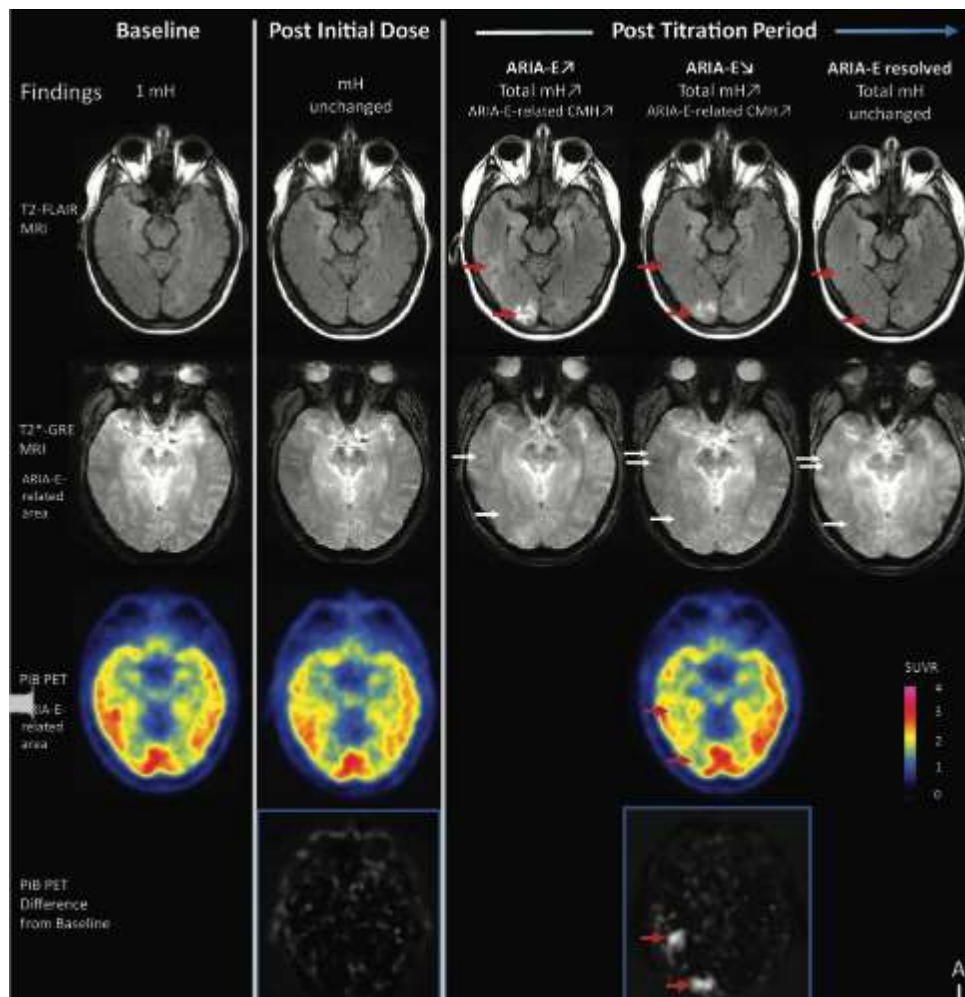 Baseline
Post Initial Dose
Post Titration Period
Findings
1 mH
mH
unchanged
ARIA-E↗
Total mH↗
ARIA-E-related CMH↗
ARIA-E↘
Total mH↗
ARIA-E-related CMH↗
ARIA-E resolved
Total mH
unchanged
T2-FLAIR
MRI
T2*-GRE
MRI
ARIA-E-
related
area
PiB PET
ARIA-E-
related
area
SUVR
4
3
2
1
0
PiB PET
Difference
from Baseline
A